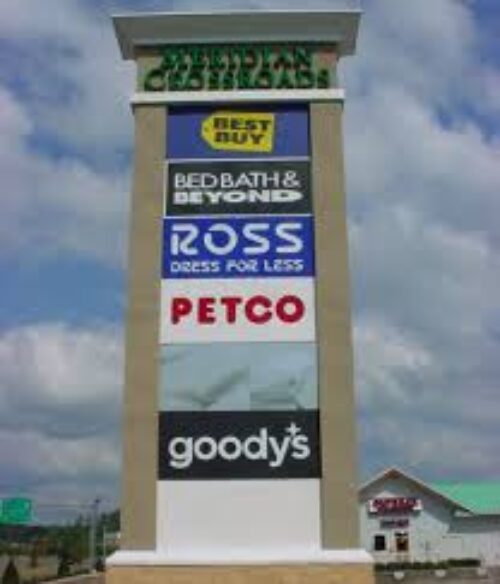 MERIDIAN
CROSSROADS
BEST
BUY
BED BATH &
BEYOND
ROSS
DRESS FOR LESS
PETCO
goody's